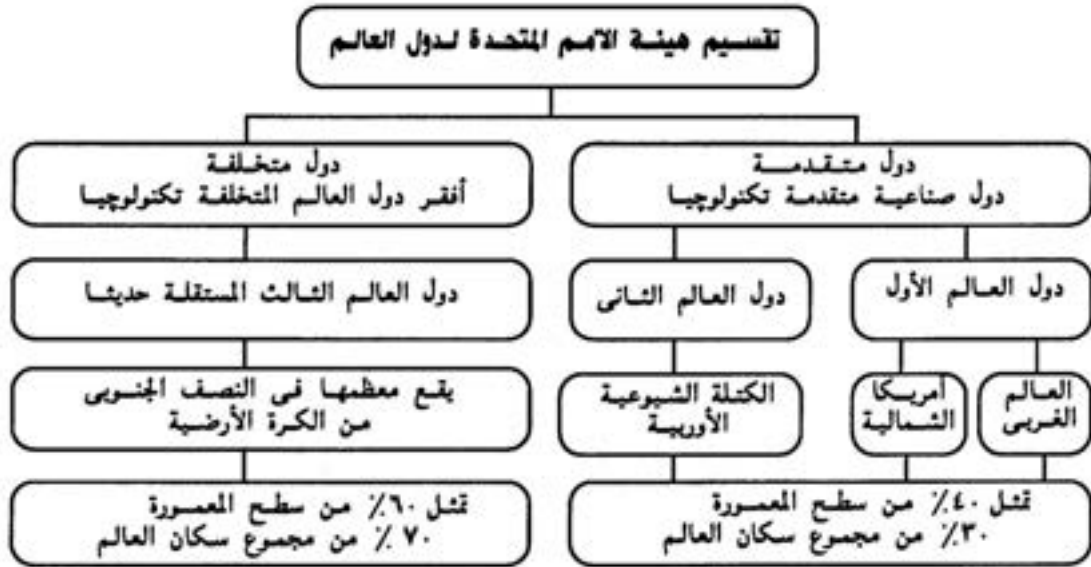 تقسيم هيئة الامم المتحدة لدول العالم
دول متقدمة
دول صناعية متقدمة تكنولوچيا
دول متخلفة
أفقر دول العالم المتخلفة تكنولوچيا
دول العالم الأول
دول العالم الثانى
دول العالم الثالث المستقلة حديثا
العالم
الغربى
أمريكا
الشمالية
الكتلة الشيوعية
الأوربية
يقع معظمها فى النصف الجنوبى
من الكرة الأرضية
تمثل ٤٠٪ من سطح المعمورة
٣٠٪ من مجموع سكان العالم
تمثل ٦٠٪ من سطح المعمورة
٧٠٪ من مجموع سكان العالم